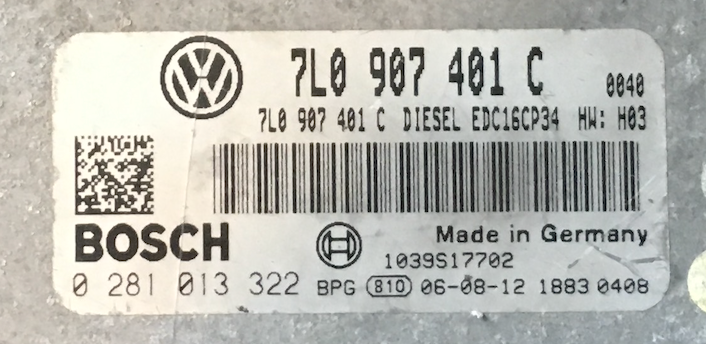 7L0 907 401 C 0040
7L0 907 401 C DIESEL EDC16CP34 HW: H03
BOSCH
Made in Germany
1039S17702
0 281 013 322 BPG 810 06-08-12 1883 0408